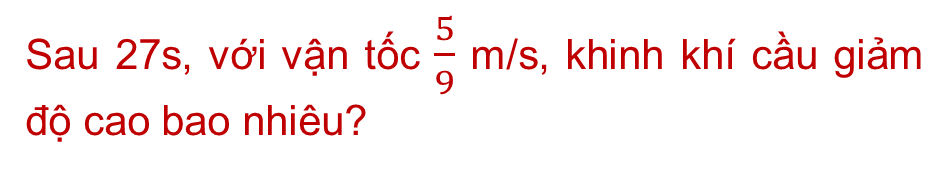 Sau 27s, với vận tốc 5/9 m/s, khinh khí cầu giảm
độ cao bao nhiêu?